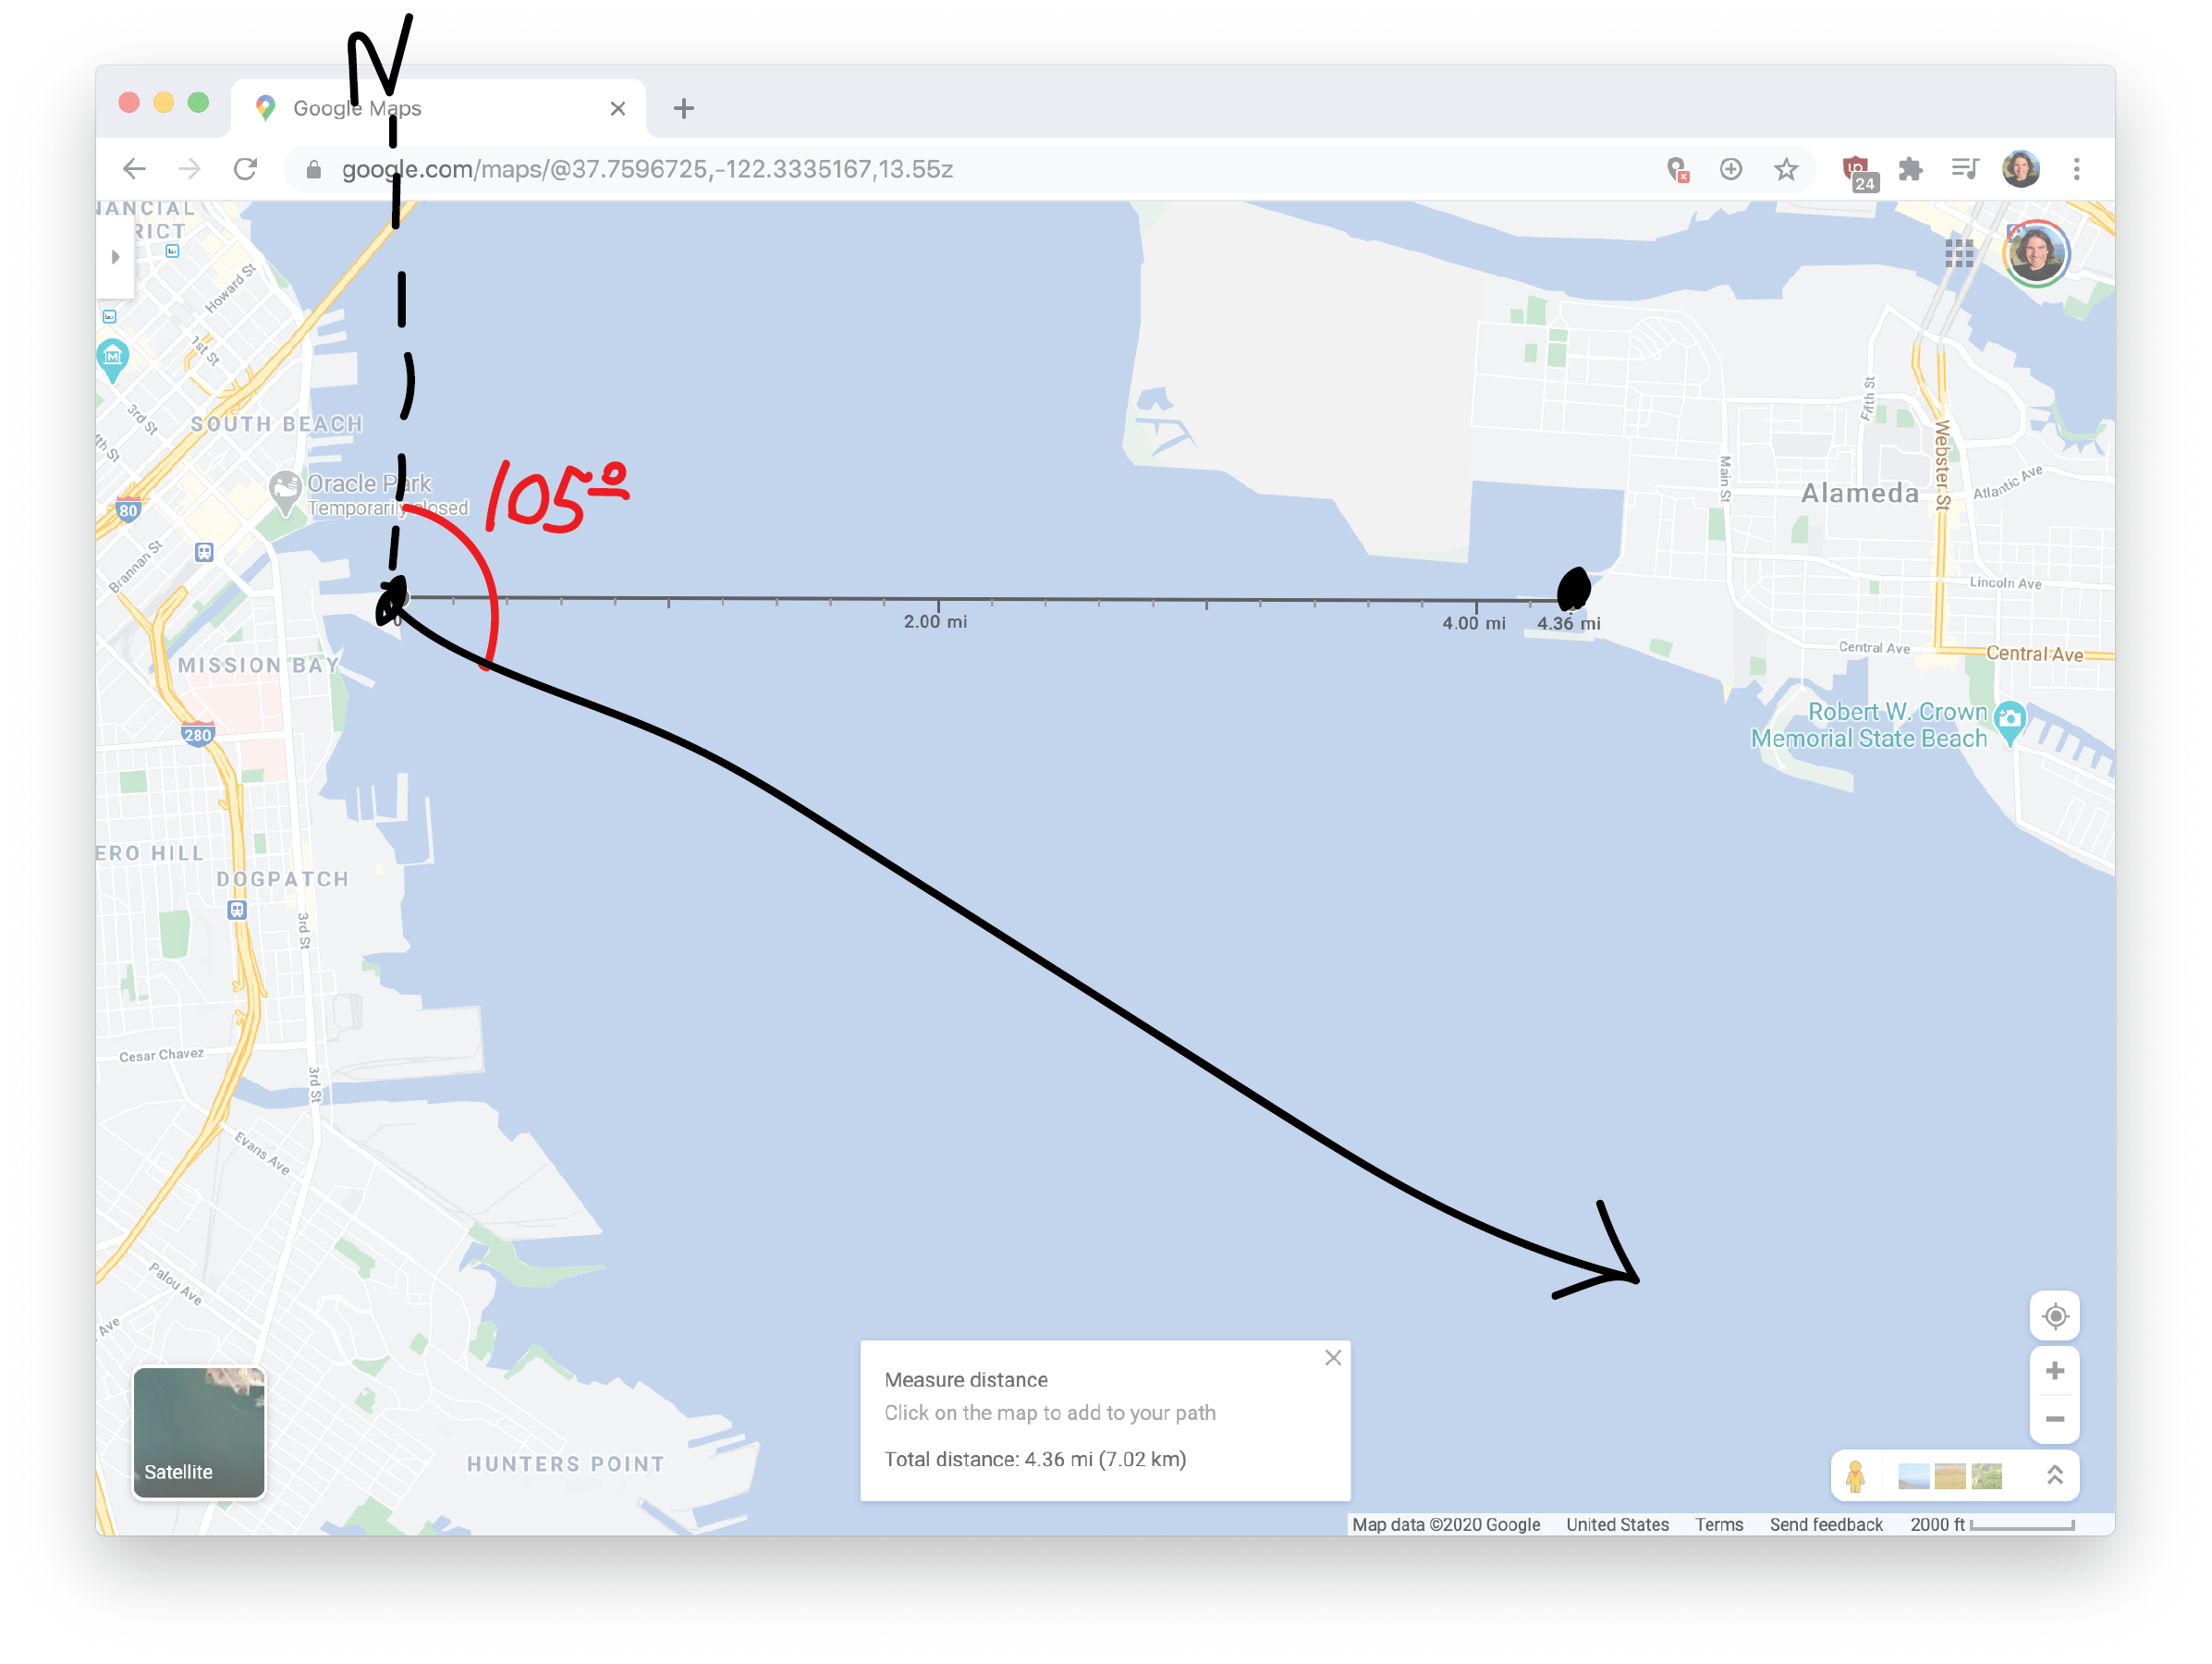 N
Google Maps
google.com/maps/@37.7596725,-122.3335167,13.55z
24
NANCIAL
RICT
Howard St
1st St
3rd St
SOUTH BEACH
Oracle Park
Temporarily closed
105°
80
Brannan St
Fifth St
Webster St
Main St
Atlantic Ave
Alameda
Lincoln Ave
0
2.00 mi
4.00 mi
4.36 mi
Central Ave
Central Ave
MISSION BAY
280
Robert W. Crown
Memorial State Beach
ERO HILL
DOGPATCH
3rd St
Cesar Chavez
3rd St
Evans Ave
Palou Ave
Ave
HUNTERS POINT
Satellite
Measure distance
Click on the map to add to your path
Total distance: 4.36 mi (7.02 km)
Map data ©2020 Google United States Terms Send feedback 2000 ft